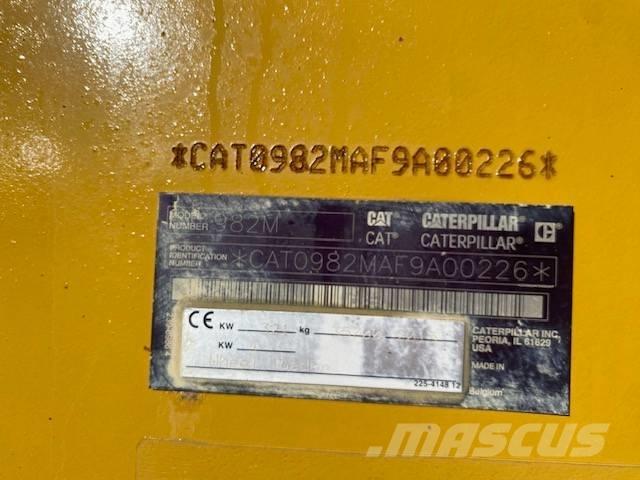 *CAT0982MAF9A00226*
MODEL NUMBER 982M CAT CATERPILLAR C
CAT® CATERPILLAR®
PRODUCT IDENTIFICATION NUMBER *CAT0982MAF9A00226*
CE KW kg
KW
CATERPILLAR INC.
PEORIA, IL 61629
USA
MADE IN
225-4148 12
Belgium
MASCUS